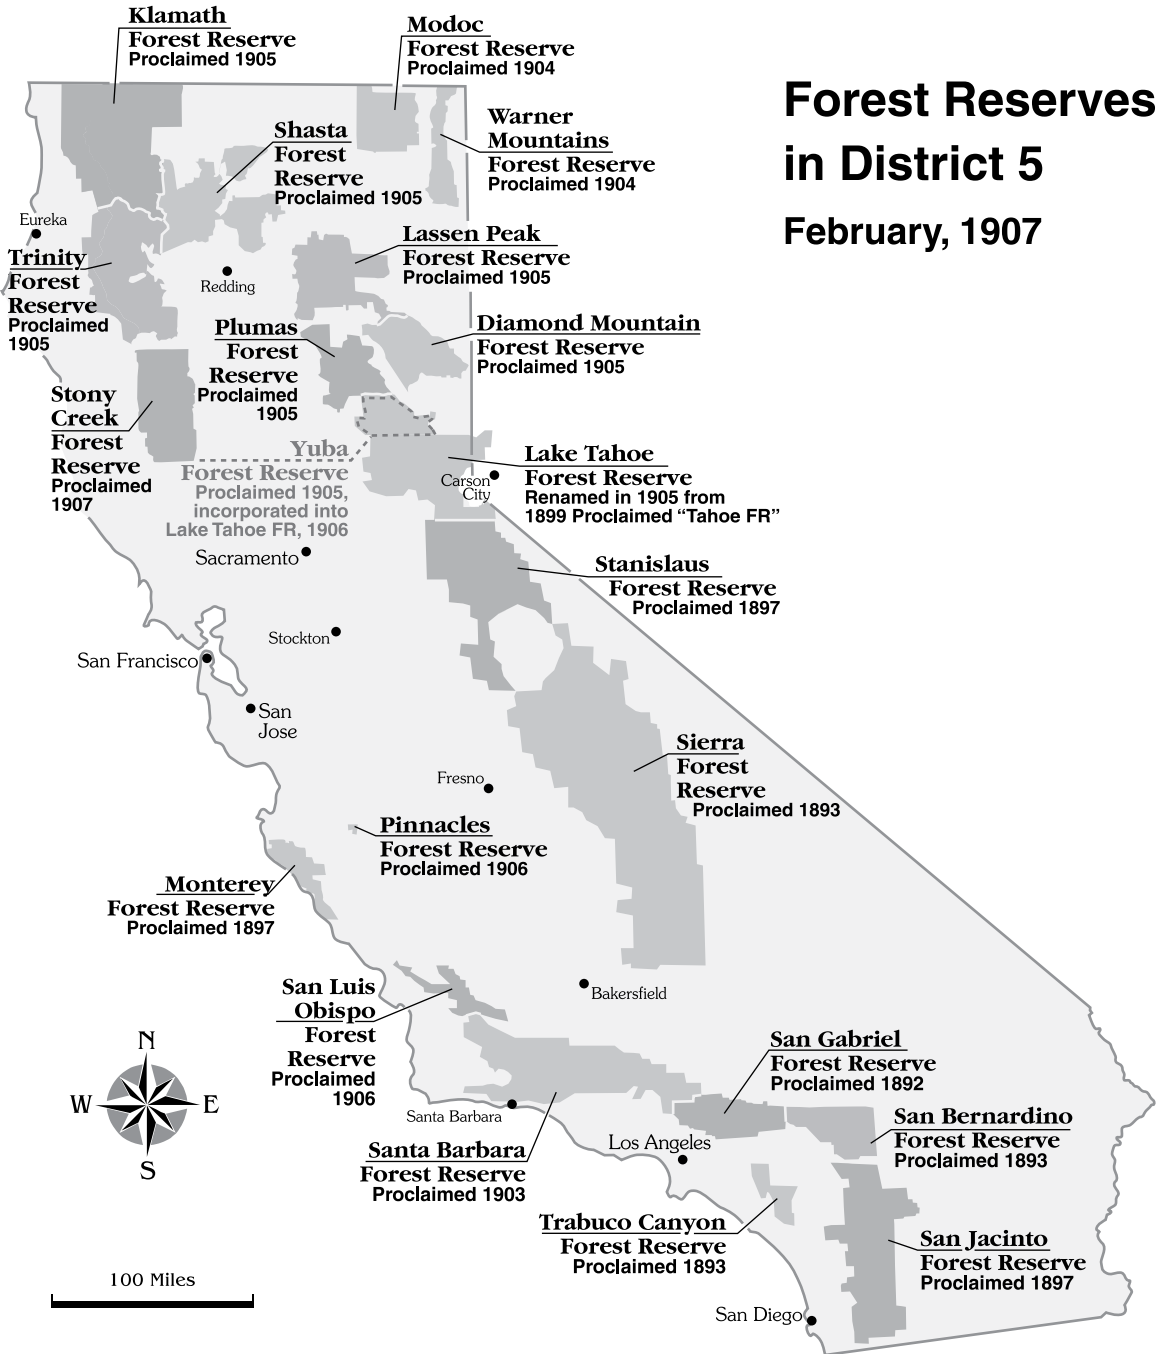 Klamath
Forest Reserve
Proclaimed 1905
Modoc
Forest Reserve
Proclaimed 1904
Forest Reserves
in District 5
February, 1907
Warner
Mountains
Forest Reserve
Proclaimed 1904
Shasta
Forest
Reserve
Proclaimed 1905
Eureka
Trinity
Forest
Reserve
Proclaimed
1905
Redding
Lassen Peak
Forest Reserve
Proclaimed 1905
Plumas
Forest
Reserve
Proclaimed
1905
Diamond Mountain
Forest Reserve
Proclaimed 1905
Stony
Creek
Forest
Reserve
Proclaimed
1907
Yuba
Forest Reserve
Proclaimed 1905,
incorporated into
Lake Tahoe FR, 1906
Lake Tahoe
Forest Reserve
Renamed in 1905 from
1899 Proclaimed “Tahoe FR”
Carson
City
Sacramento
Stanislaus
Forest Reserve
Proclaimed 1897
Stockton
San Francisco
San
Jose
Sierra
Forest
Reserve
Proclaimed 1893
Fresno
Pinnacles
Forest Reserve
Proclaimed 1906
Monterey
Forest Reserve
Proclaimed 1897
San Luis
Obispo
Forest
Reserve
Proclaimed
1906
Bakersfield
N
W
E
S
San Gabriel
Forest Reserve
Proclaimed 1892
Santa Barbara
San Bernardino
Forest Reserve
Proclaimed 1893
Los Angeles
Santa Barbara
Forest Reserve
Proclaimed 1903
Trabuco Canyon
Forest Reserve
Proclaimed 1893
San Jacinto
Forest Reserve
Proclaimed 1897
100 Miles
San Diego